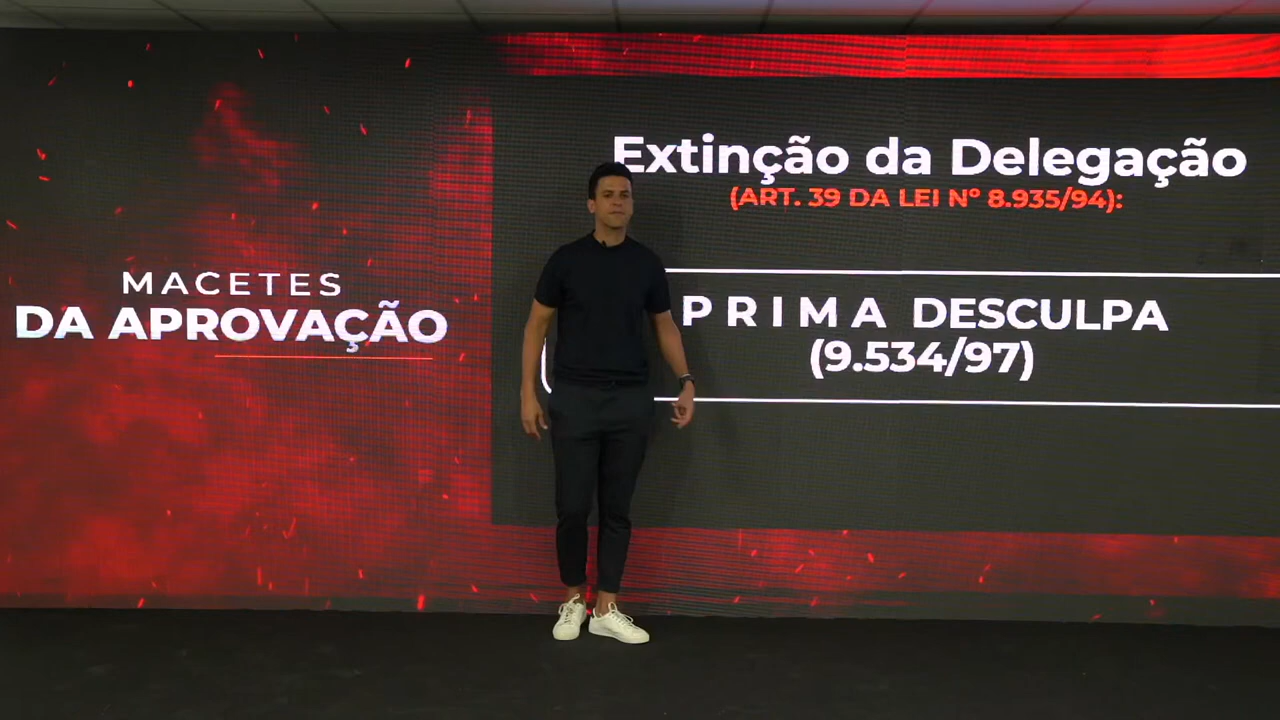 MACETES
DA APROVAÇÃO
Extinção da Delegação
(ART. 39 DA LEI Nº 8.935/94):
P R I M A DESCULPA
(9.534/97)